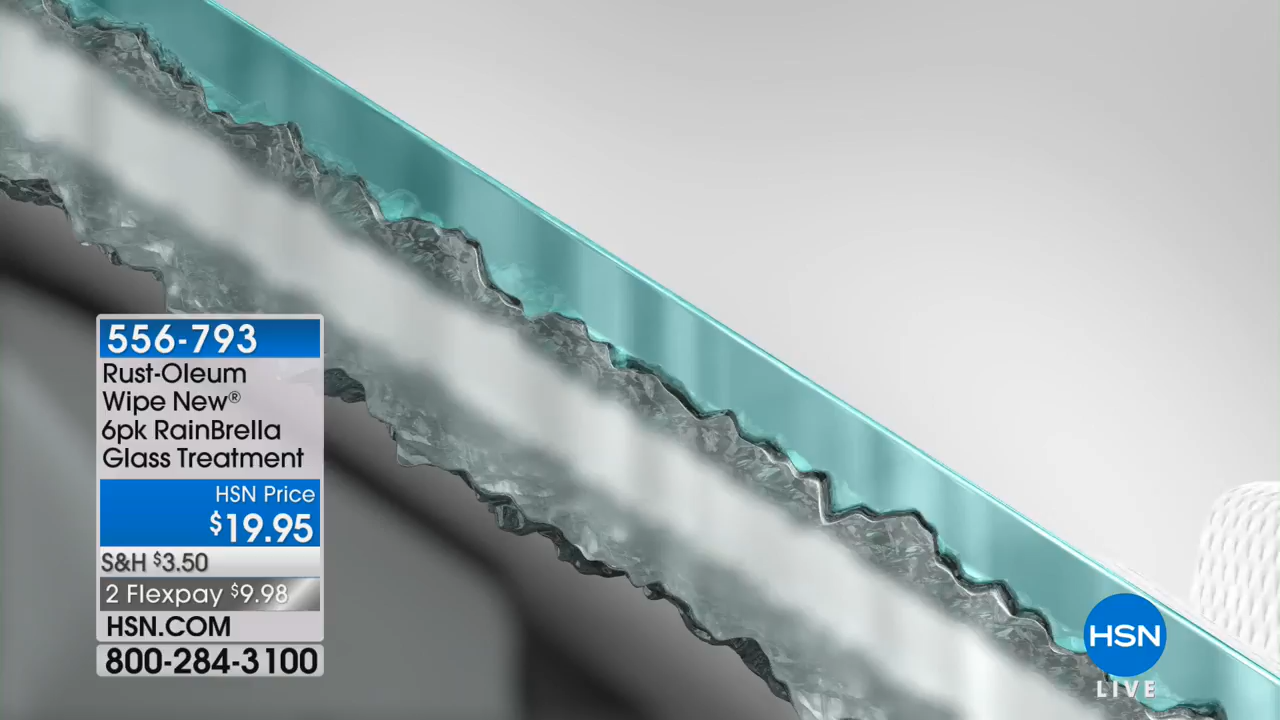 556-793
Rust-Oleum
Wipe New®
6pk RainBrella
Glass Treatment
HSN Price
$19.95
S&H $3.50
2 Flexpay $9.98
HSN.COM
800-284-3100
HSN
LIVE